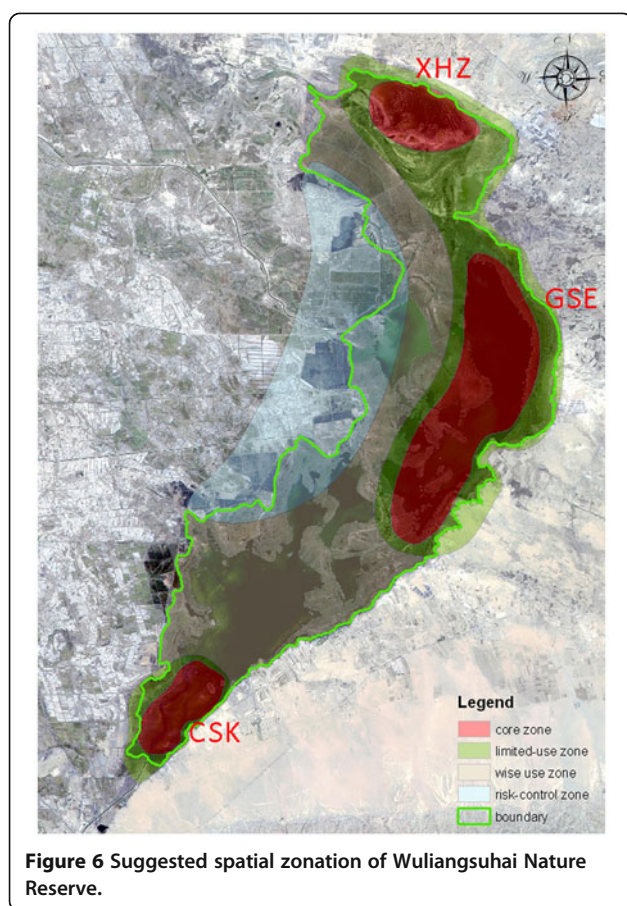 XHZ
W
E
GSE
CSK
Legend
core zone
limited-use zone
wise use zone
risk-control zone
boundary
Figure 6 Suggested spatial zonation of Wuliangsuhai Nature
Reserve.